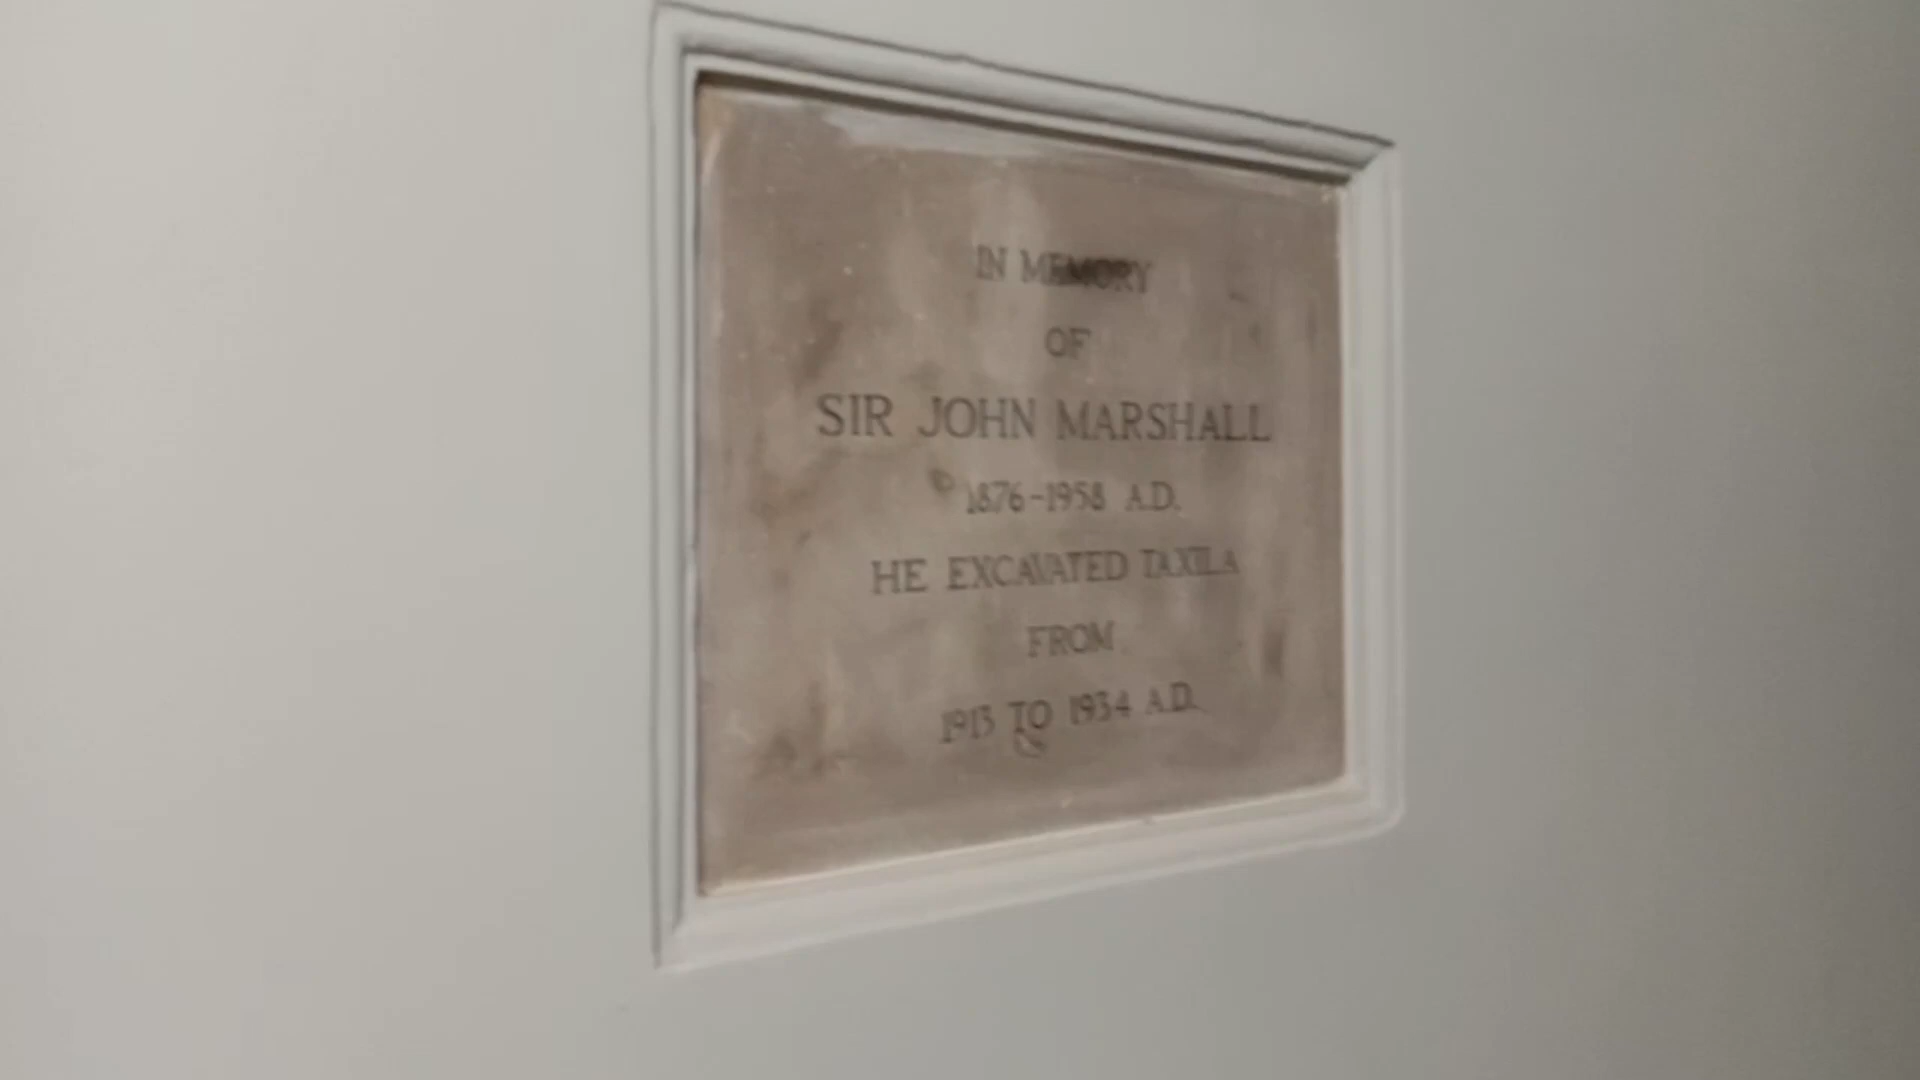 IN MEMORY
OF
SIR JOHN MARSHALL
1876-1958 A.D.
HE EXCAVATED TAXILA
FROM
1913 TO 1934 A.D.